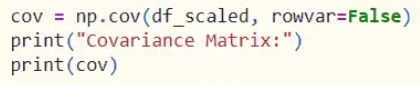 cov = np.cov(df_scaled, rowvar=False)
print("Covariance Matrix:")
print(cov)